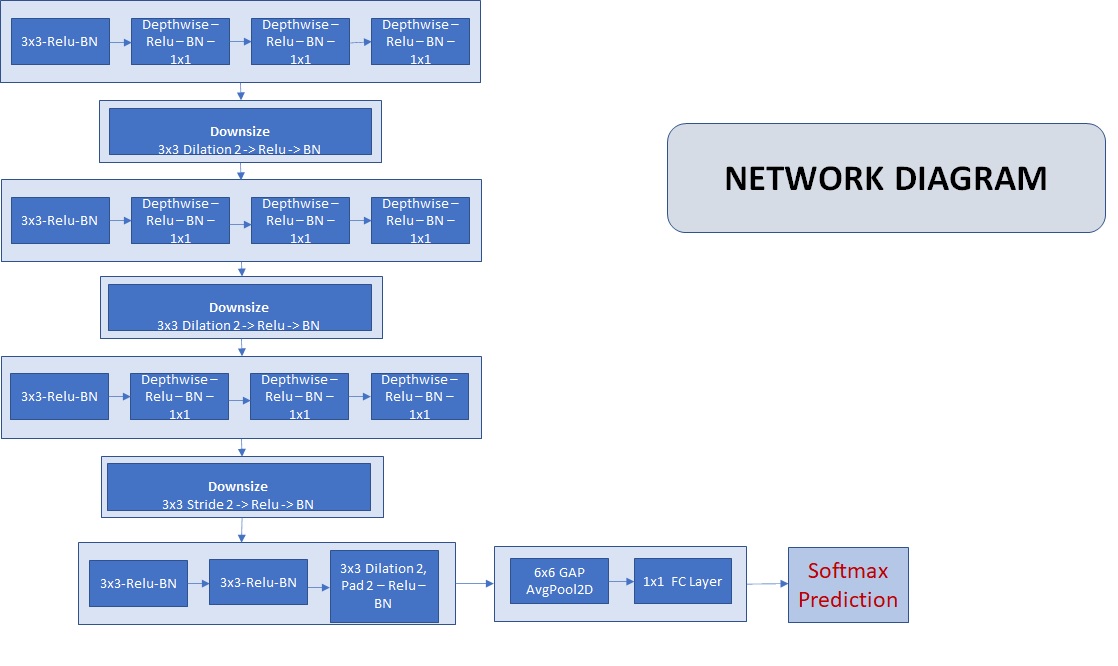 3x3-Relu-BN
Depthwise –
Relu – BN –
1x1
Depthwise –
Relu – BN –
1x1
Depthwise –
Relu – BN –
1x1
Downsize
3x3 Dilation 2 -> Relu -> BN
NETWORK DIAGRAM
3x3-Relu-BN
Depthwise –
Relu – BN –
1x1
Depthwise –
Relu – BN –
1x1
Depthwise –
Relu – BN –
1x1
Downsize
3x3 Dilation 2 -> Relu -> BN
3x3-Relu-BN
Depthwise –
Relu – BN –
1x1
Depthwise –
Relu – BN –
1x1
Depthwise –
Relu – BN –
1x1
Downsize
3x3 Stride 2 -> Relu -> BN
3x3-Relu-BN
3x3-Relu-BN
3x3 Dilation 2,
Pad 2 – Relu –
BN
6x6 GAP
AvgPool2D
1x1 FC Layer
Softmax
Prediction